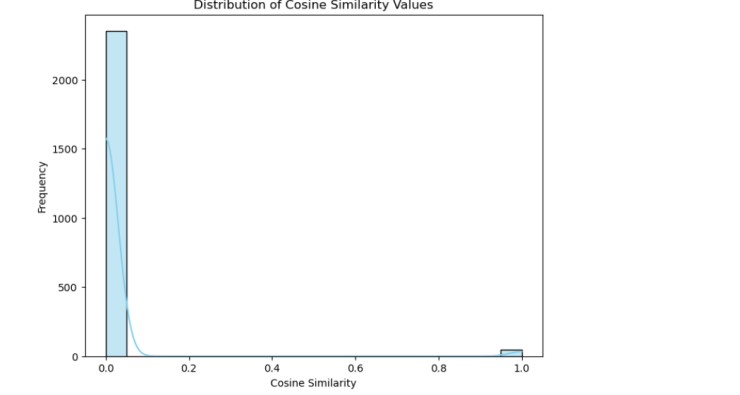 Distribution of Cosine Similarity Values
Frequency
2000
1500
1000
500
0
0.0 0.2 0.4 0.6 0.8 1.0
Cosine Similarity